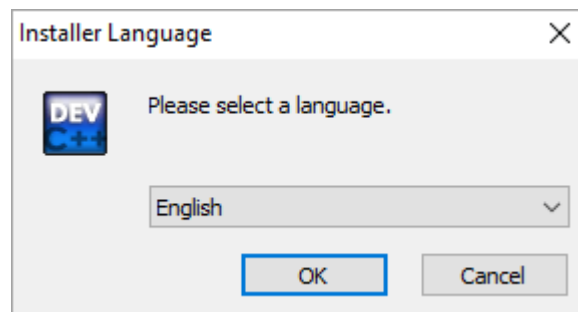 Installer Language
DEV
C++
Please select a language.
English
OK
Cancel